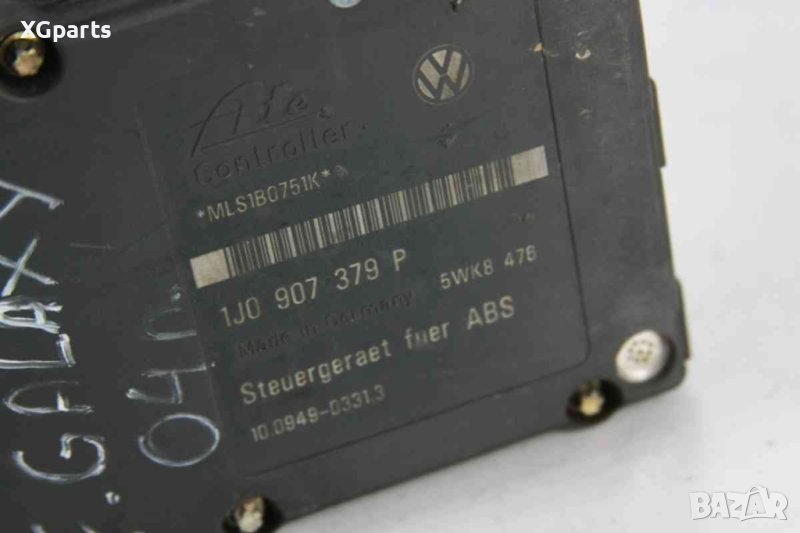 XGparts
Ate
Controller
*MLS1B0751K*
1J0 907 379 P
5WK8 476
Made in Germany
Steuergeraet fuer ABS
10.0949-0331.3
GALAXY
BAZAR